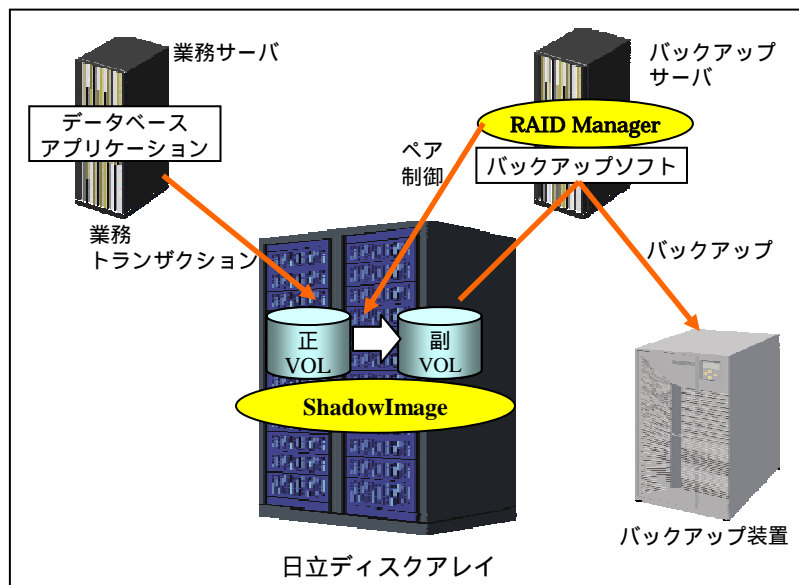 業務サーバ
データベース
アプリケーション
業務
トランザクション
バックアップ
サーバ
RAID Manager
バックアップソフト
ペア
制御
バックアップ
正
VOL
副
VOL
ShadowImage
日立ディスクアレイ
バックアップ装置